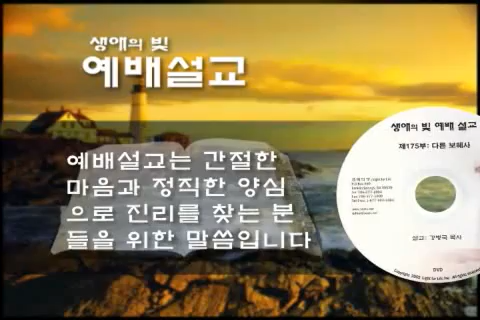 생애의 빛
예배설교
예배설교는 간절한
마음과 정직한 양심
으로 진리를 찾는 분
들을 위한 말씀입니다
생애의 빛 예배 설교
제175부: 다른 보혜사
설교: 강병국 목사
DVD